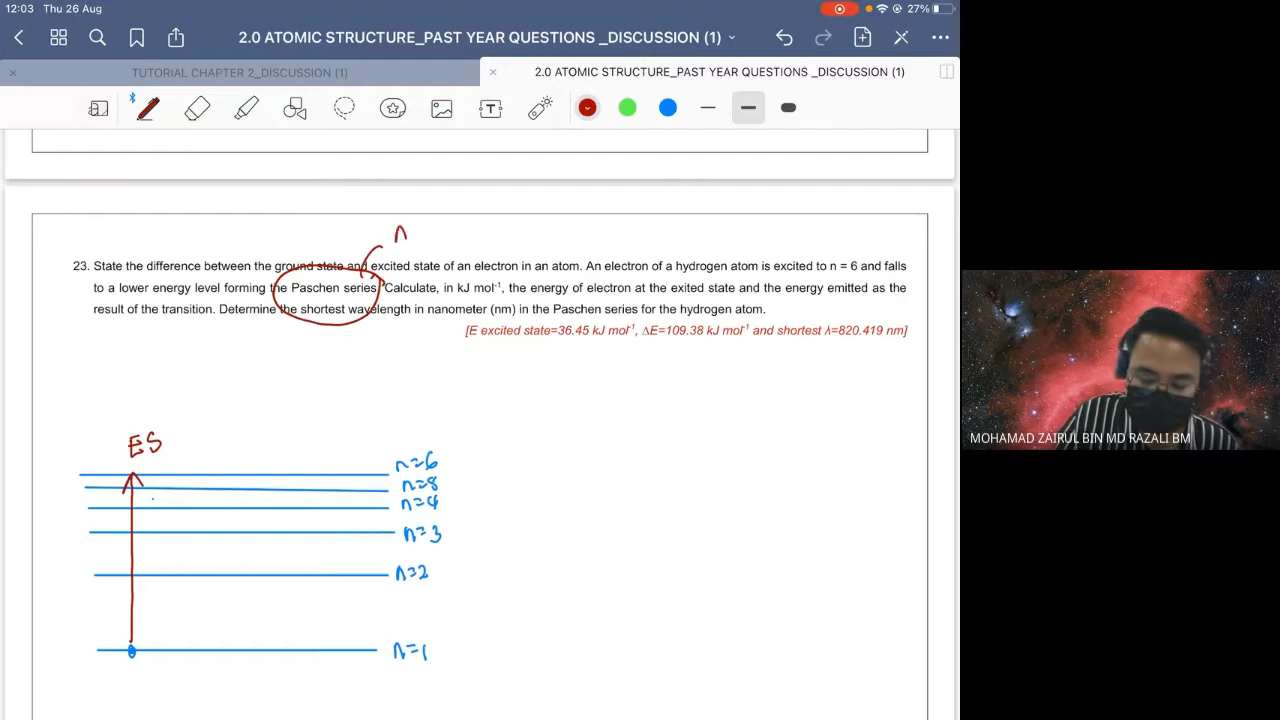 12:03 Thu 26 Aug
27%
2.0 ATOMIC STRUCTURE_PAST YEAR QUESTIONS _DISCUSSION (1)
TUTORIAL CHAPTER 2_DISCUSSION (1)
2.0 ATOMIC STRUCTURE_PAST YEAR QUESTIONS _DISCUSSION (1)
n
23. State the difference between the ground state and excited state of an electron in an atom. An electron of a hydrogen atom is excited to n = 6 and falls
to a lower energy level forming the Paschen series. Calculate, in kJ mol⁻¹, the energy of electron at the exited state and the energy emitted as the
result of the transition. Determine the shortest wavelength in nanometer (nm) in the Paschen series for the hydrogen atom.
[E excited state=36.45 kJ mol⁻¹, ΔE=109.38 kJ mol⁻¹ and shortest λ=820.419 nm]
ES
n=6
n=8
n=4
n=3
n=2
n=1
MOHAMAD ZAIRUL BIN MD RAZALI BM